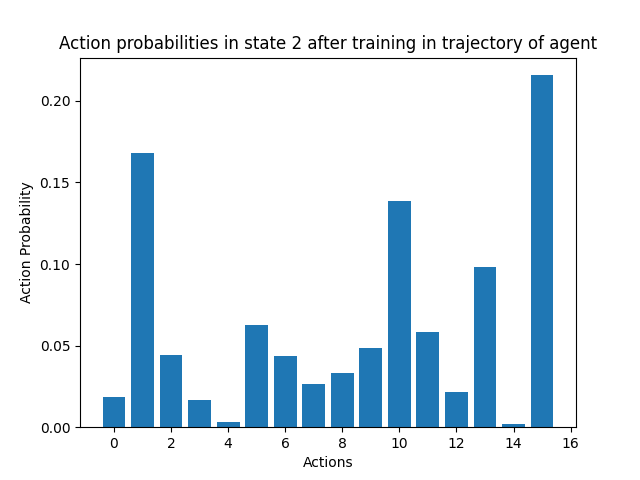 Action probabilities in state 2 after training in trajectory of agent
0.20
0.15
0.10
0.05
0.00
Action Probability
0 2 4 6 8 10 12 14 16
Actions